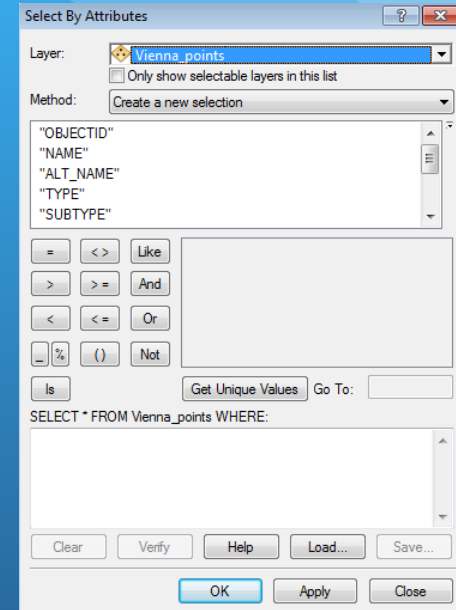 Select By Attributes ?
Layer: Vienna_points
Only show selectable layers in this list
Method: Create a new selection
"OBJECTID"
"NAME"
"ALT_NAME"
"TYPE"
"SUBTYPE"
= < > Like
> > = And
< < = Or
_ % ( ) Not
Is Get Unique Values Go To:
SELECT * FROM Vienna_points WHERE:
Clear Verify Help Load... Save...
OK Apply Close